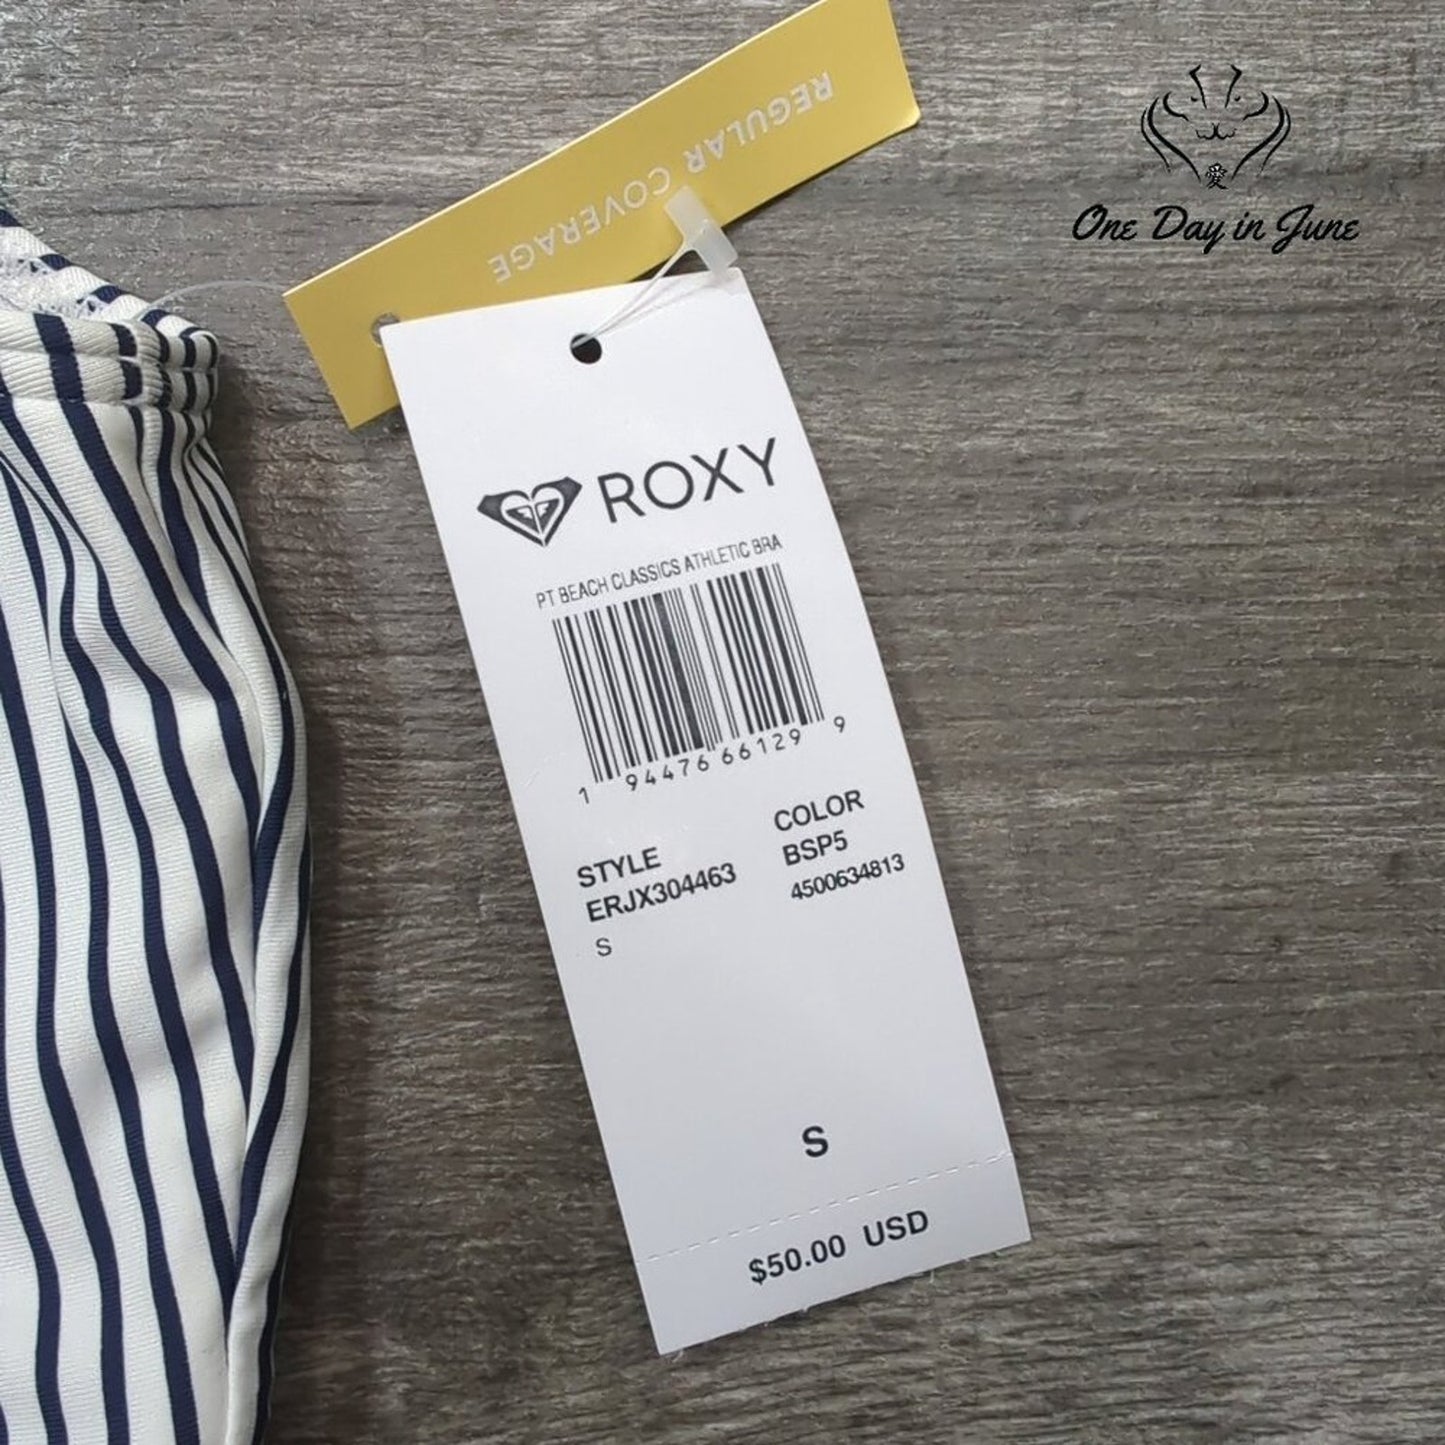 REGULAR COVERAGE
愛
One Day in June
ROXY
PT BEACH CLASSICS ATHLETIC BRA
1 94476 66129 9
STYLE
ERJX304463
S
COLOR
BSP5
4500634813
S
$50.00 USD